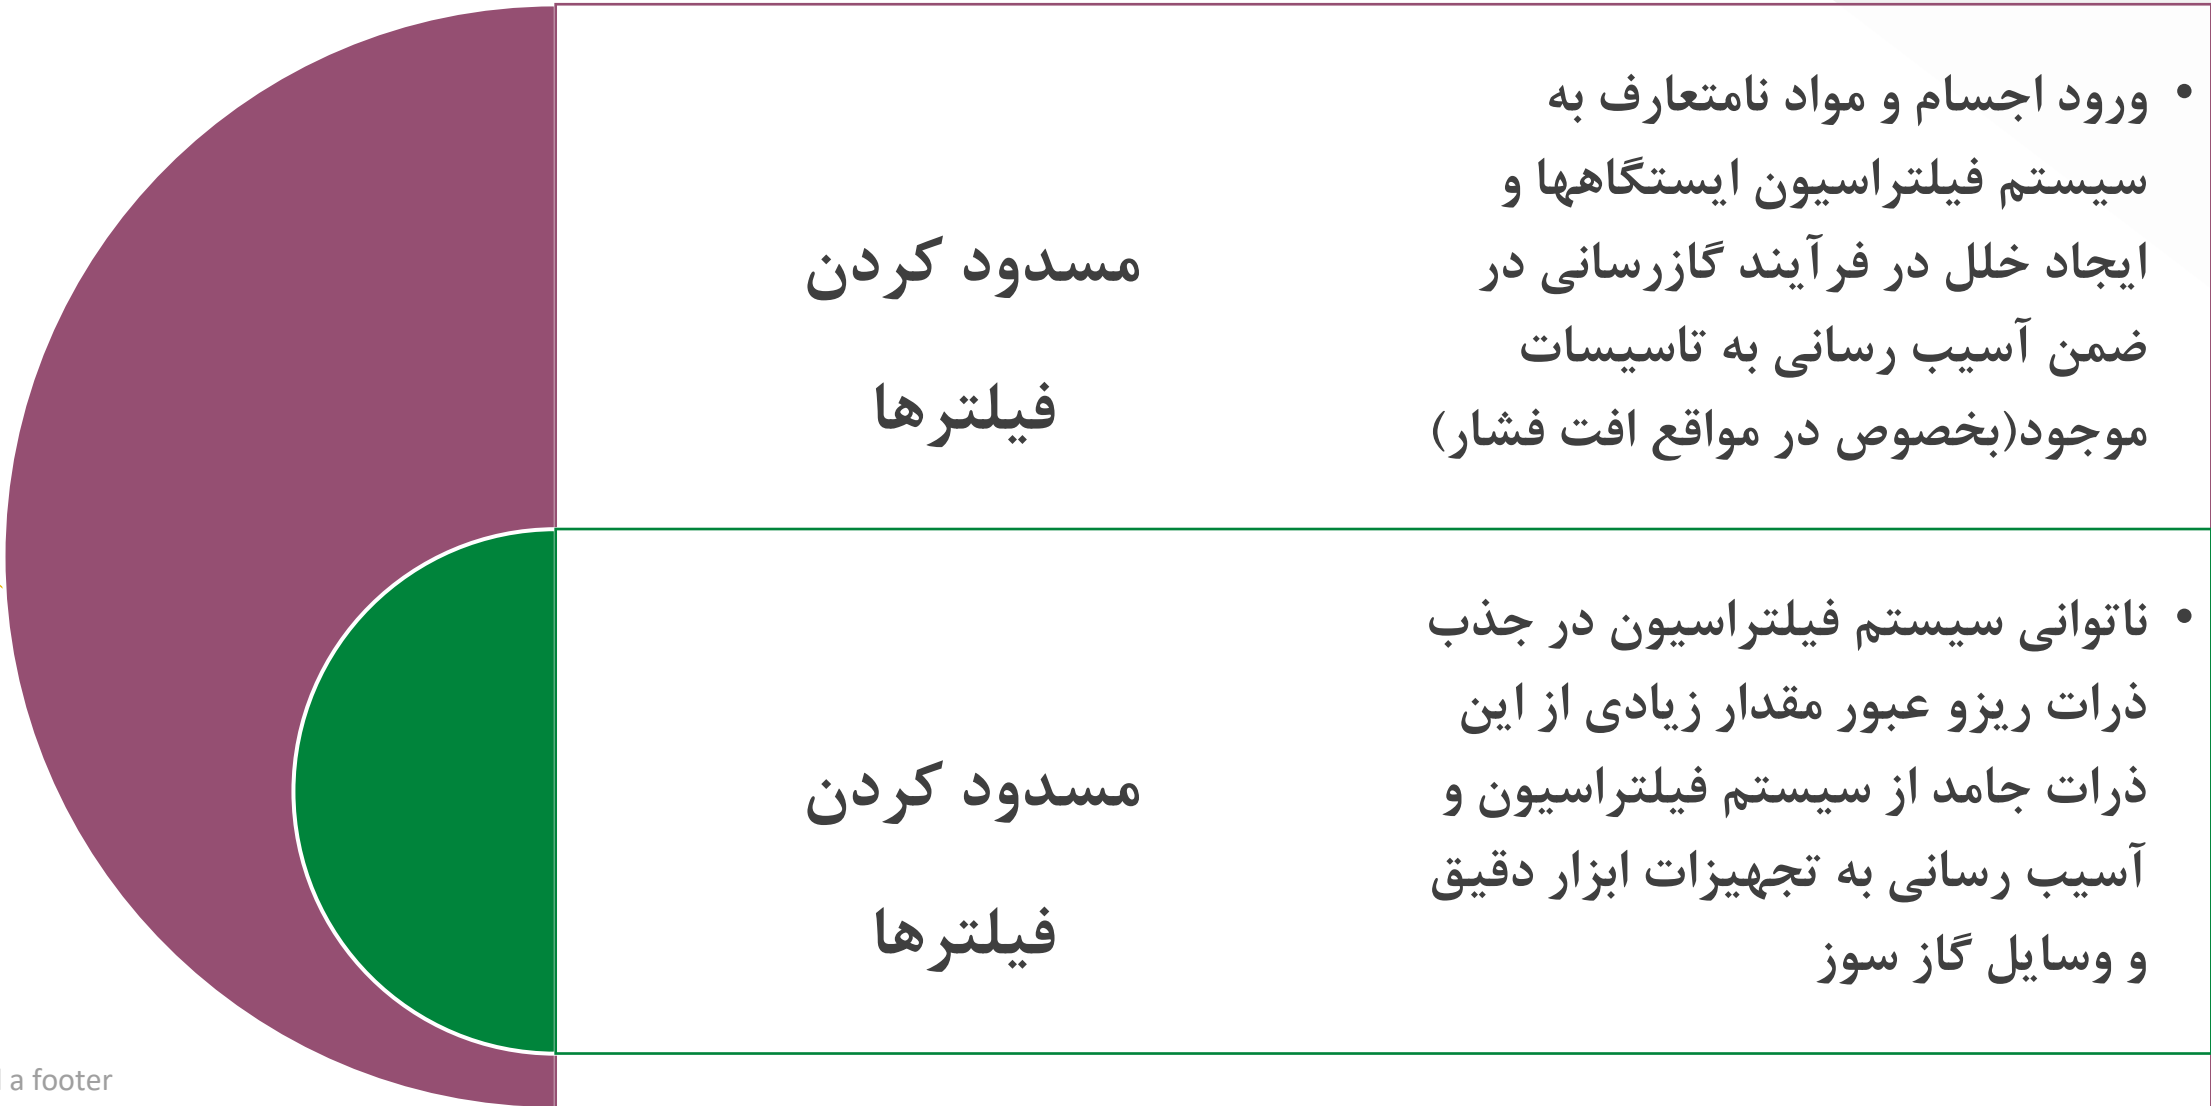 • ورود اجسام و مواد نامتعارف به
سیستم فیلتراسیون ایستگاهها و
ایجاد خلل در فرآیند گازرسانی در
ضمن آسیب رسانی به تاسیسات
موجود(بخصوص در مواقع افت فشار)
مسدود کردن
فیلترها
• ناتوانی سیستم فیلتراسیون در جذب
ذرات ریزو عبور مقدار زیادی از این
ذرات جامد از سیستم فیلتراسیون و
آسیب رسانی به تجهیزات ابزار دقیق
و وسایل گاز سوز
مسدود کردن
فیلترها
a footer